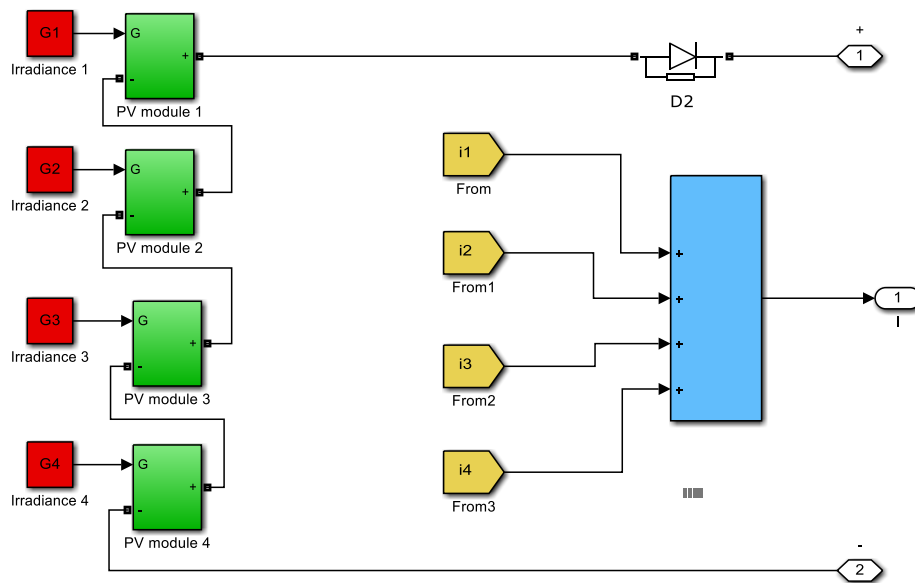 G1
G
+
-
Irradiance 1
PV module 1
D2
+
1
G2
G
+
-
Irradiance 2
PV module 2
G3
G
+
-
Irradiance 3
PV module 3
G4
G
+
-
Irradiance 4
PV module 4
i1
From
i2
From1
i3
From2
i4
From3
+
+
+
+
1
I
-
2